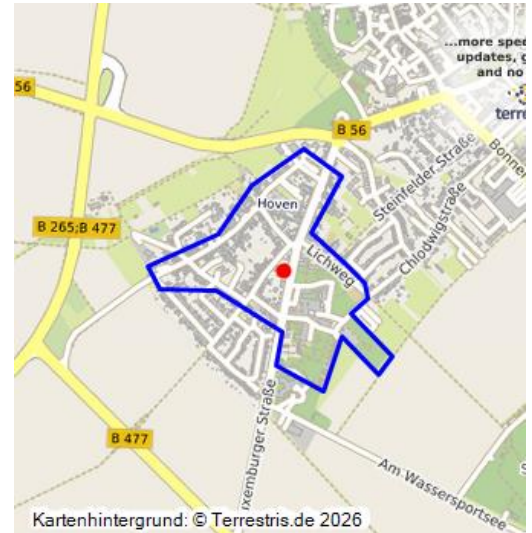 ...more spec
updates, g
and no
terre
56
B 56
Bonne
Steinfelder Straße
Chlodwigstraße
Hoven
B 265;B 477
Lichweg
B 477
uxemburger Straße
Am Wassersportsee
S
Kartenhintergrund: © Terrestris.de 2026